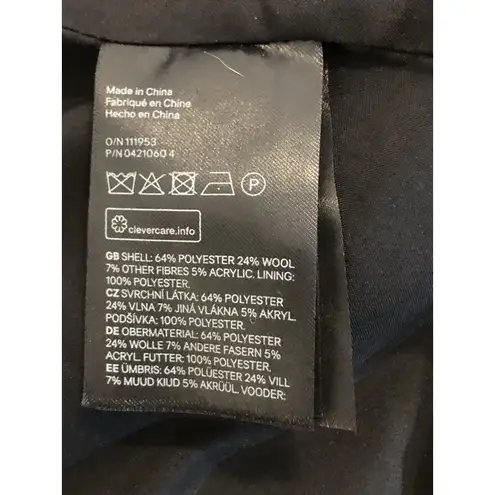 Made in China
Fabriqué en Chine
Hecho en China
O/N 111953
P/N 0421060 4
P
clevercare.info
GB SHELL: 64% POLYESTER 24% WOOL
7% OTHER FIBRES 5% ACRYLIC. LINING:
100% POLYESTER.
CZ SVRCHNÍ LÁTKA: 64% POLYESTER
24% VLNA 7% JINÁ VLÁKNA 5% AKRYL.
PODŠÍVKA: 100% POLYESTER.
DE OBERMATERIAL: 64% POLYESTER
24% WOLLE 7% ANDERE FASERN 5%
ACRYL. FUTTER: 100% POLYESTER.
EE ÜMBRIS: 64% POLÜESTER 24% VILL
7% MUUD KIUD 5% AKRÜÜL. VOODER: